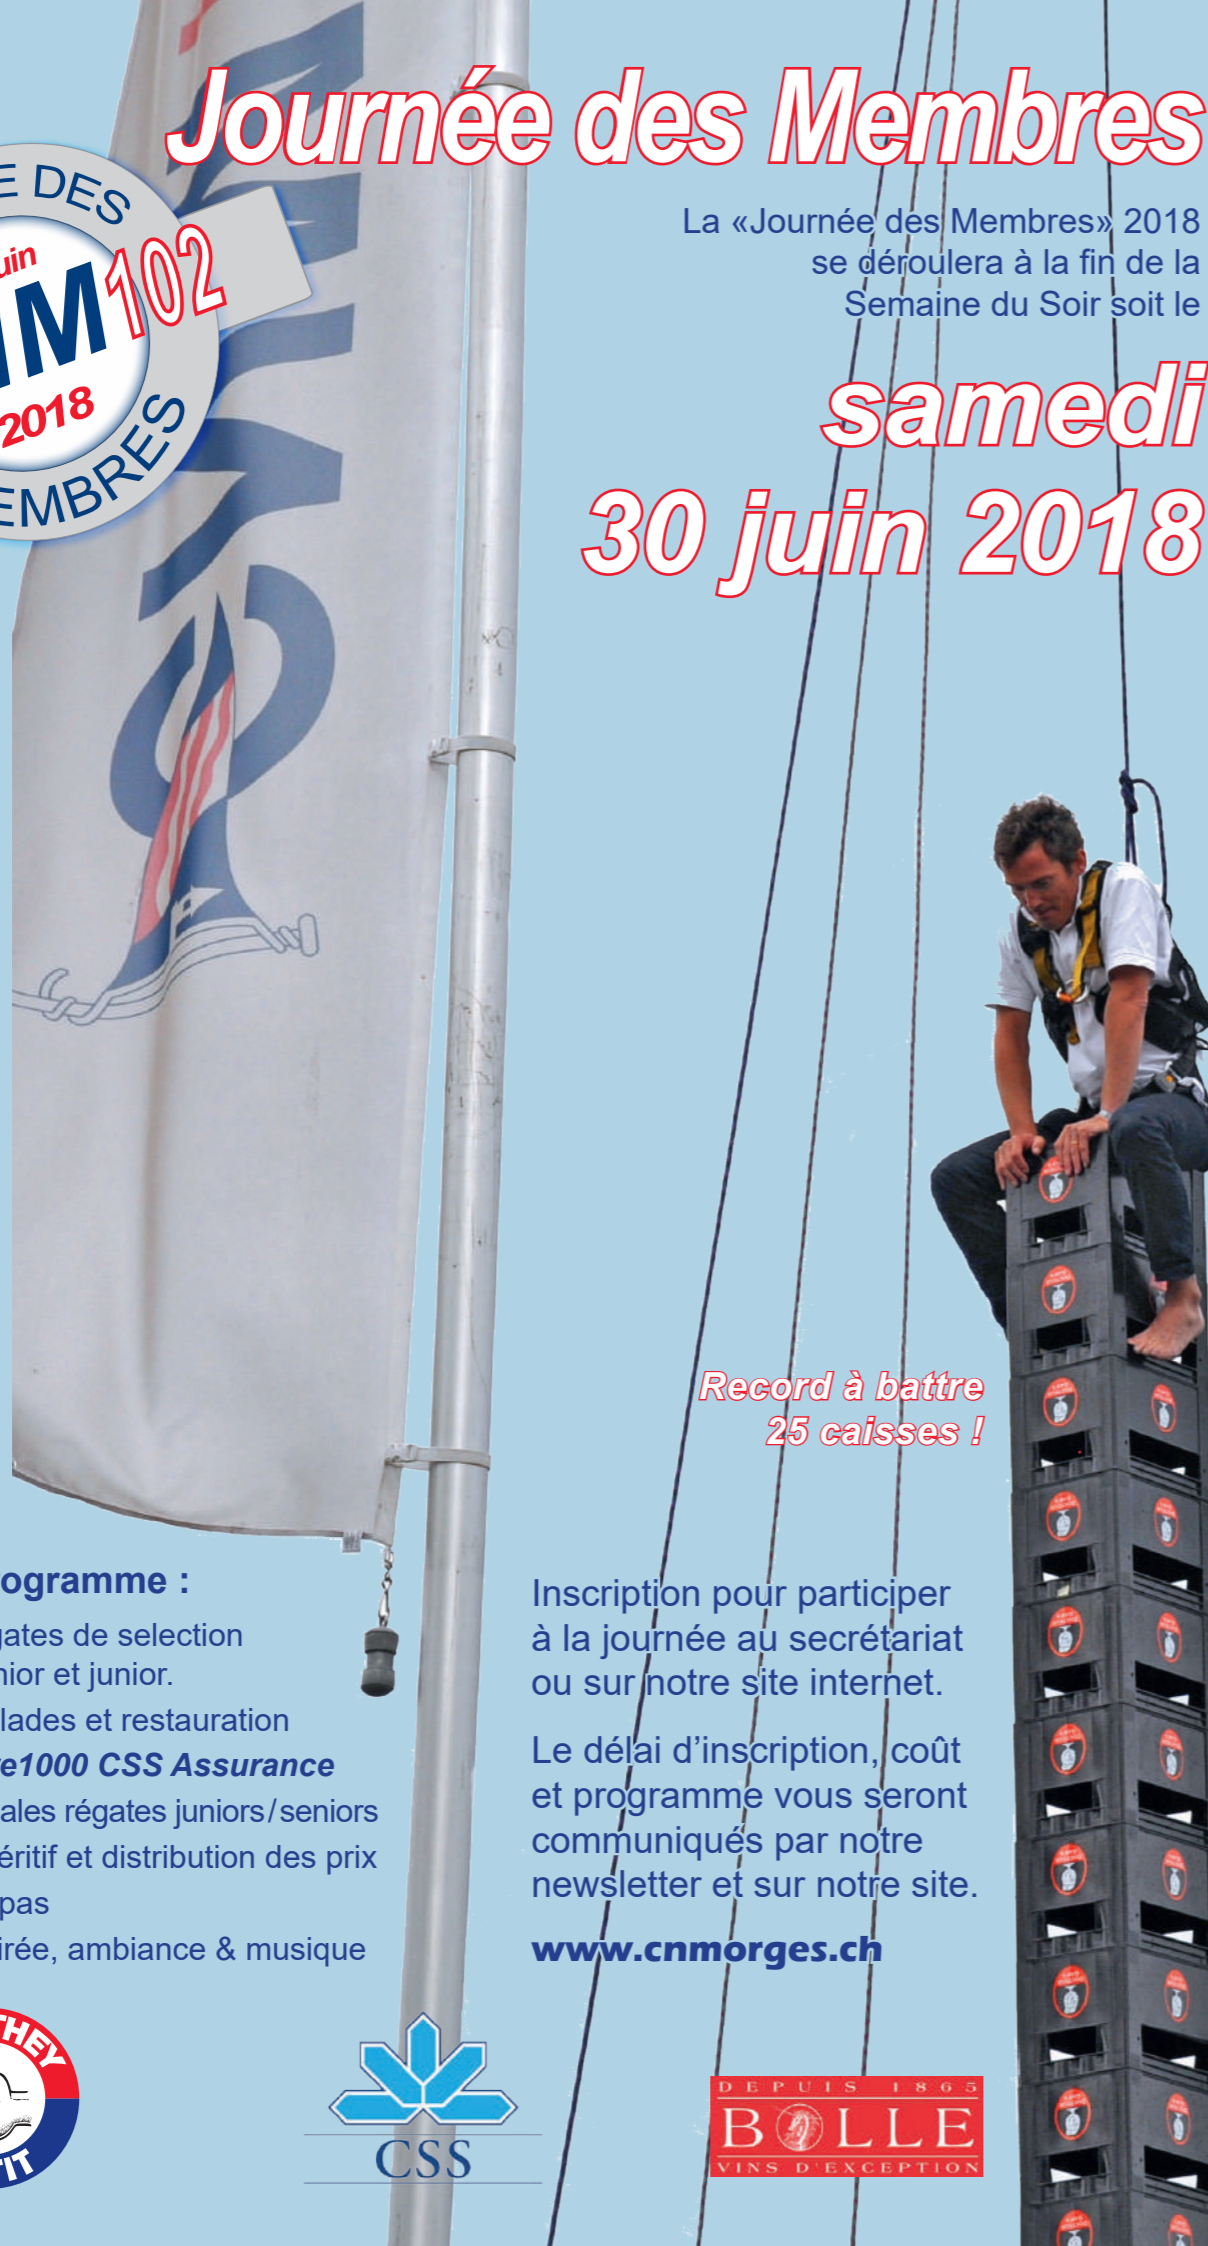 Journée des Membres
La «Journée des Membres» 2018
se déroulera à la fin de la
Semaine du Soir soit le
samedi
30 juin 2018
E DES
uin
M 102
2018
EMBRES
Record à battre
25 caisses !
ogramme :
gates de selection
nior et junior.
lades et restauration
e1000 CSS Assurance
ales régates juniors/seniors
éritif et distribution des prix
pas
irée, ambiance & musique
Inscription pour participer
à la journée au secrétariat
ou sur notre site internet.
Le délai d’inscription, coût
et programme vous seront
communiqués par notre
newsletter et sur notre site.
www.cnmorges.ch
THEY
TIT
CSS
DEPUIS 1865
BOLLE
VINS D'EXCEPTION